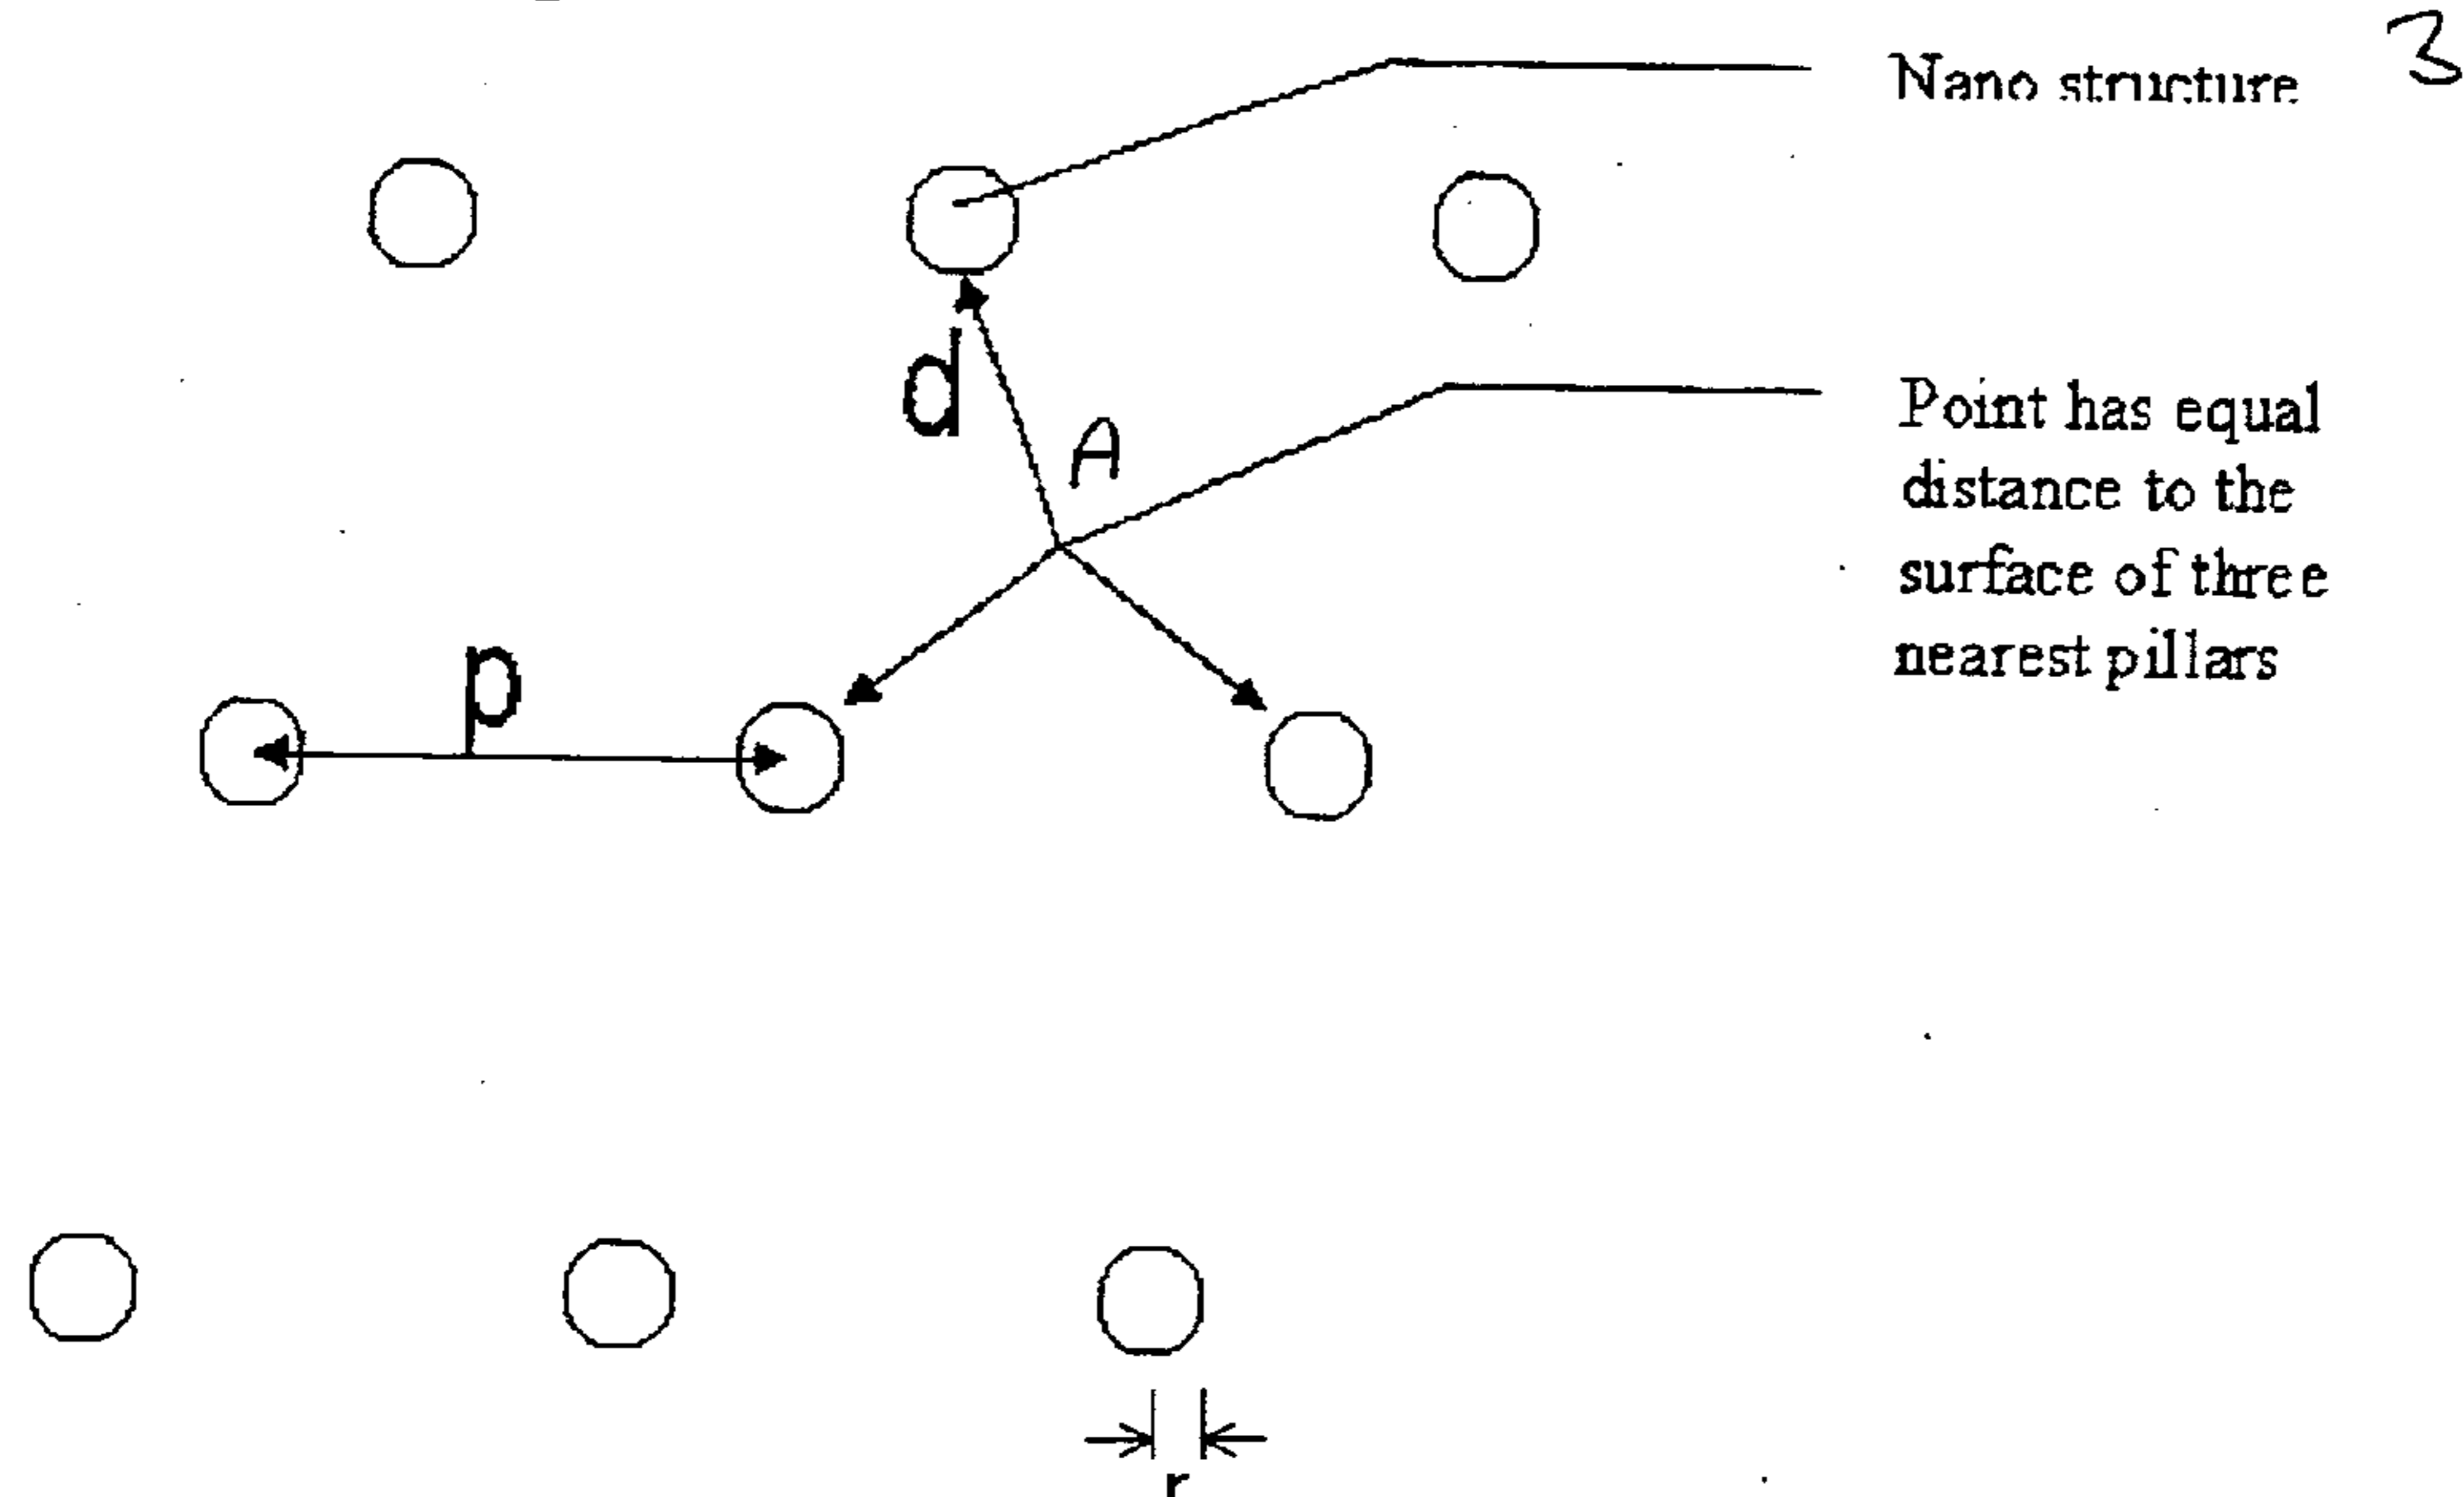 3
Nano structure
d
A
Point has equal
distance to the
surface of three
nearest pillars
p
r